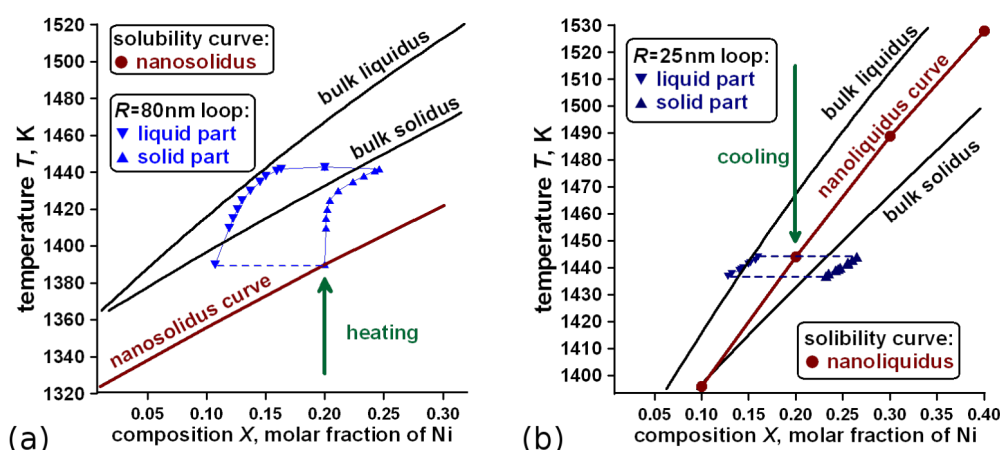 1520
1500
1480
1460
1440
1420
1400
1380
1360
1340
1320
temperature T, K
solubility curve:
nanosolidus
R=80nm loop:
liquid part
solid part
bulk liquidus
bulk solidus
nanosolidus curve
heating
0.05 0.10 0.15 0.20 0.25 0.30
(a) composition X, molar fraction of Ni
1530
1520
1510
1500
1490
1480
1470
1460
1450
1440
1430
1420
1410
1400
temperature T, K
R=25nm loop:
liquid part
solid part
bulk liquidus
nanoliquidus curve
bulk solidus
cooling
solibility curve:
nanoliquidus
0.05 0.10 0.15 0.20 0.25 0.30 0.35 0.40
(b) composition X, molar fraction of Ni